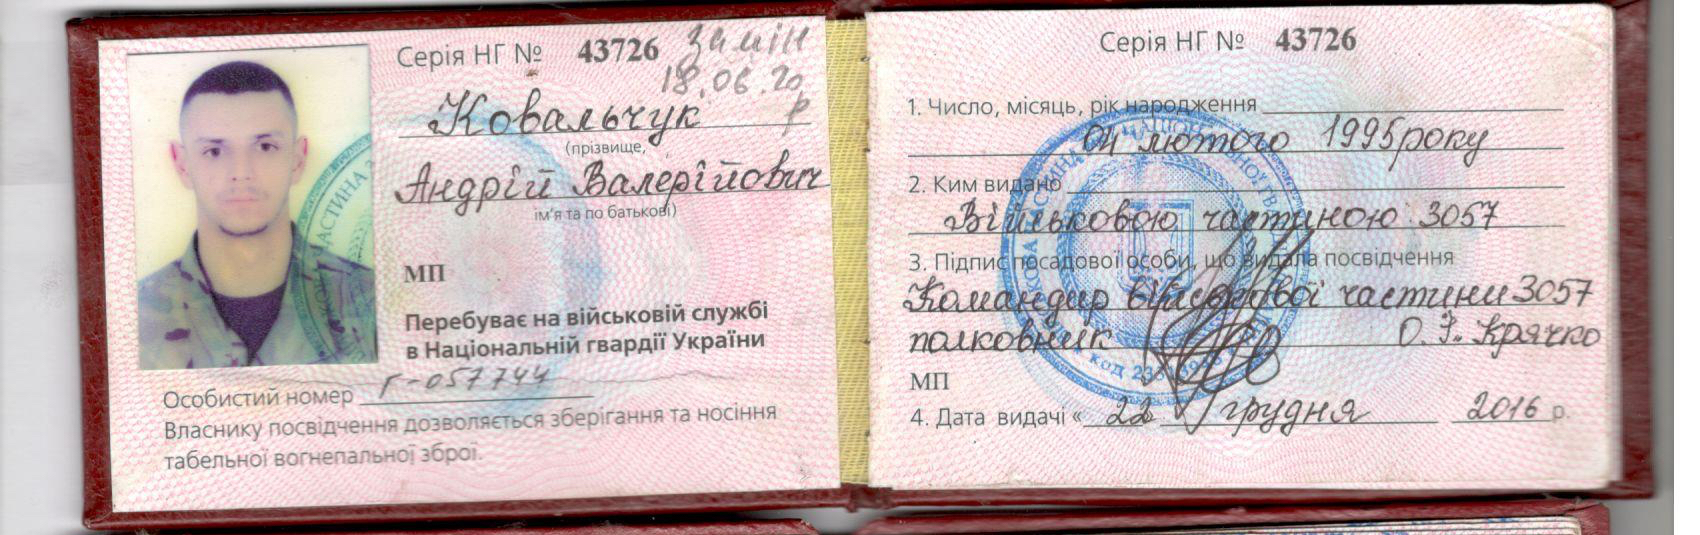 Серія НГ № 43726 замін
18.06.20
р
Ковальчук
(прізвище,
Андрій Валерійович
ім'я та по батькові)
МП
Перебуває на військовій службі
в Національній гвардії України
Особистий номер Г-057744
Власнику посвідчення дозволяється зберігання та носіння
табельної вогнепальної зброї.
Серія НГ № 43726
1. Число, місяць, рік народження
04 лютого 1995 року
2. Ким видано
Військовою частиною 3057
3. Підпис посадової особи, що видала посвідчення
Командир військової частини 3057
полковник О. Крячко
МП
4. Дата видачі « 22 грудня 2016 р.